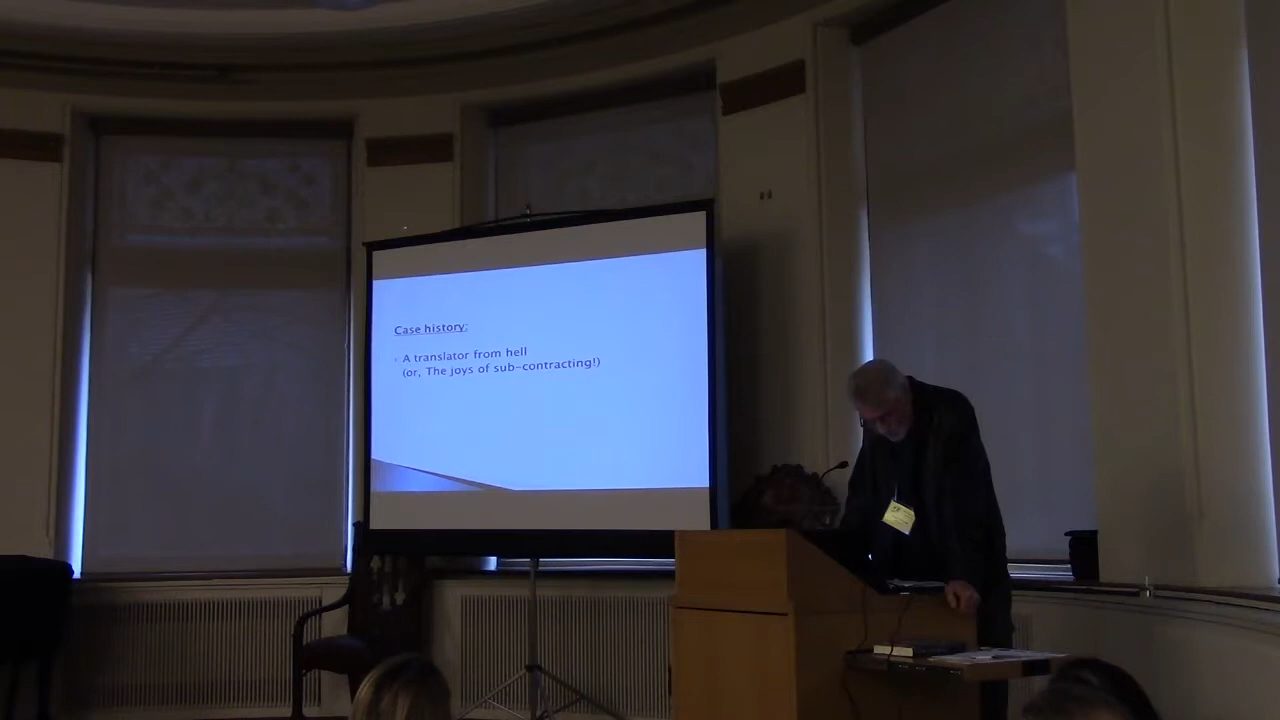 Case history:
A translator from hell
(or, The joys of sub-contracting!)